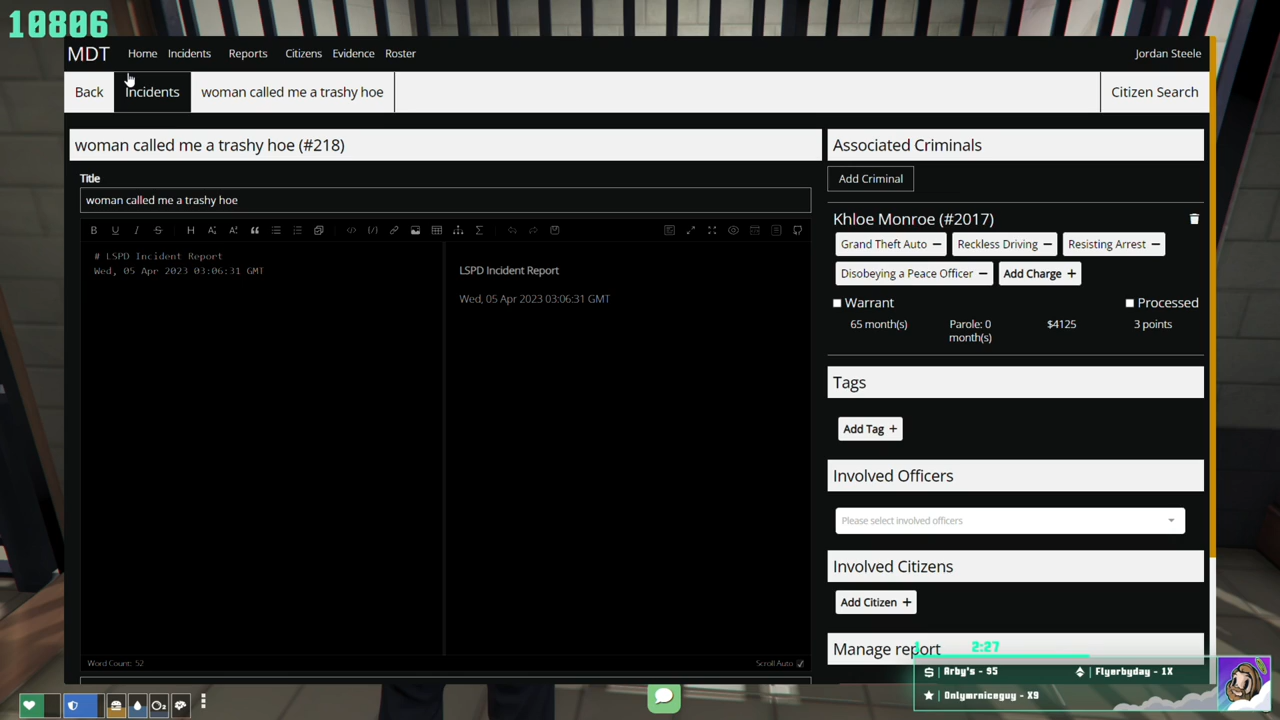 10806
MDT Home Incidents Reports Citizens Evidence Roster Jordan Steele
Back Incidents woman called me a trashy hoe Citizen Search
woman called me a trashy hoe (#218)
Title
woman called me a trashy hoe
# LSPD Incident Report
Wed, 05 Apr 2023 03:06:31 GMT
LSPD Incident Report
Wed, 05 Apr 2023 03:06:31 GMT
Word Count: 52
Scroll Auto
Associated Criminals
Add Criminal
Khloe Monroe (#2017)
Grand Theft Auto − Reckless Driving − Resisting Arrest −
Disobeying a Peace Officer − Add Charge +
Warrant Processed
65 month(s) Parole: 0 $4125 3 points
month(s)
Tags
Add Tag +
Involved Officers
Please select involved officers
Involved Citizens
Add Citizen +
Manage report
2:27
Arby's - 95 Flyerbyday - 1X
Onlywrniceguy - X9